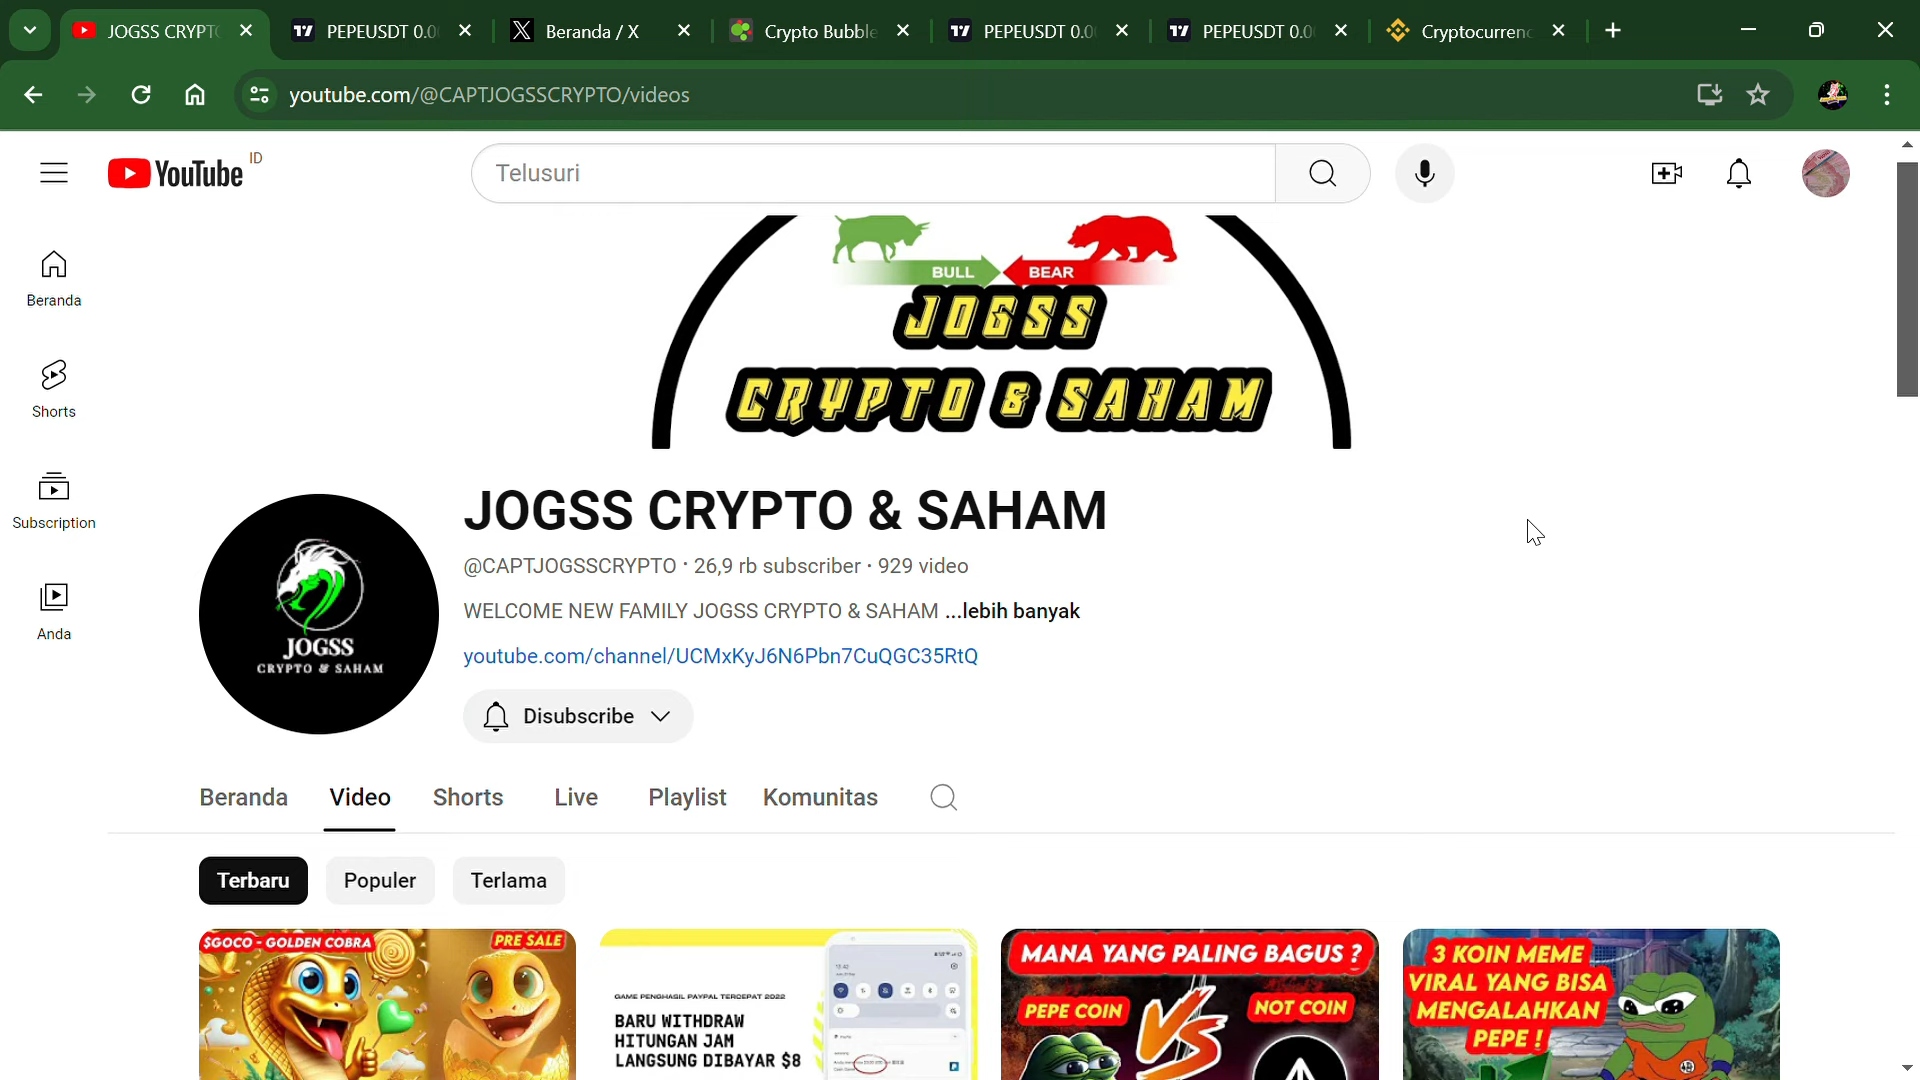 JOGSS CRYPTO
PEPEUSDT 0.0
Beranda / X
Crypto Bubble
PEPEUSDT 0.0
PEPEUSDT 0.0
Cryptocurren
youtube.com/@CAPTJOGSSCRYPTO/videos
YouTube ID
Telusuri
BULL BEAR
JOGSS
CRYPTO & SAHAM
Beranda
Shorts
Subscription
Anda
JOGSS
CRYPTO & SAHAM
JOGSS CRYPTO & SAHAM
@CAPTJOGSSCRYPTO · 26,9 rb subscriber · 929 video
WELCOME NEW FAMILY JOGSS CRYPTO & SAHAM ...lebih banyak
youtube.com/channel/UCMxKyJ6N6Pbn7CuQGC35RtQ
Disubscribe
Beranda Video Shorts Live Playlist Komunitas
Terbaru Populer Terlama
$GOCO - GOLDEN COBRA PRE SALE
GAME PENGHASIL PAYPAL TERCEPAT 2022
BARU WITHDRAW
HITUNGAN JAM
LANGSUNG DIBAYAR $8
MANA YANG PALING BAGUS ?
PEPE COIN VS NOT COIN
3 KOIN MEME
VIRAL YANG BISA
MENGALAHKAN
PEPE !